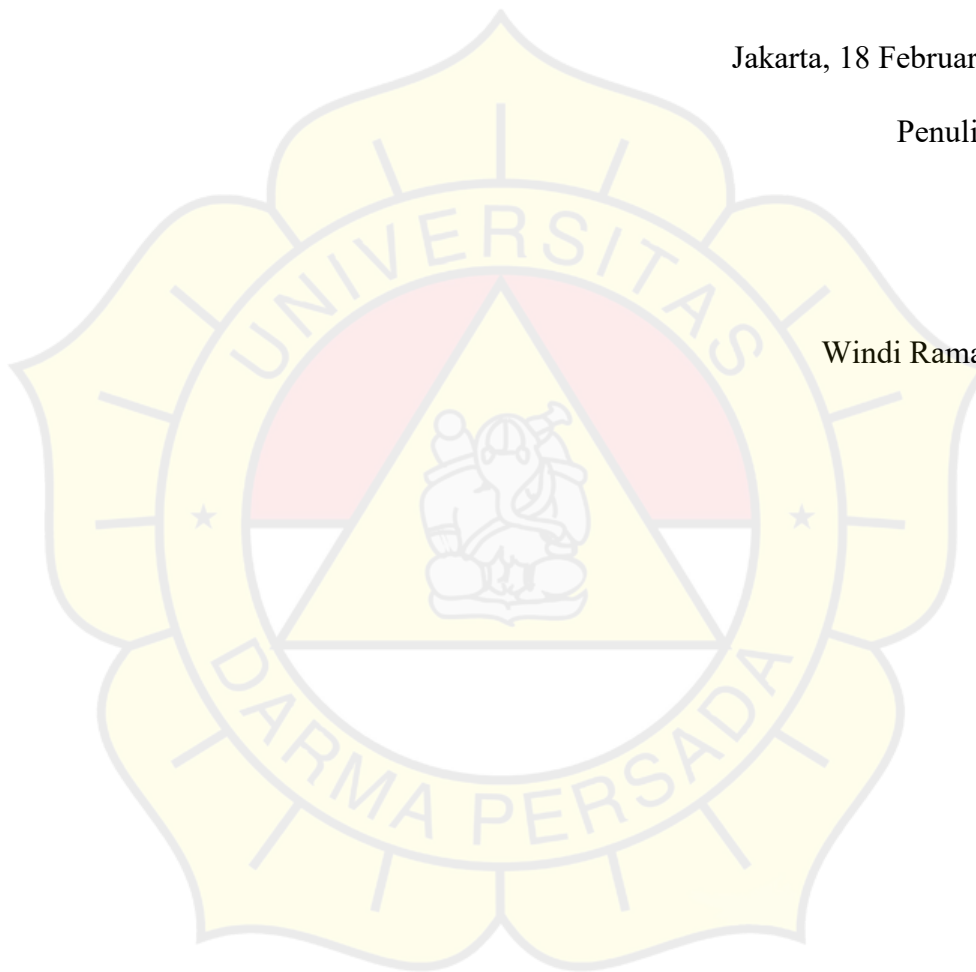 Jakarta, 18 Februar
Penuli
Windi Rama
UNIVERSITAS
DARMA PERSADA